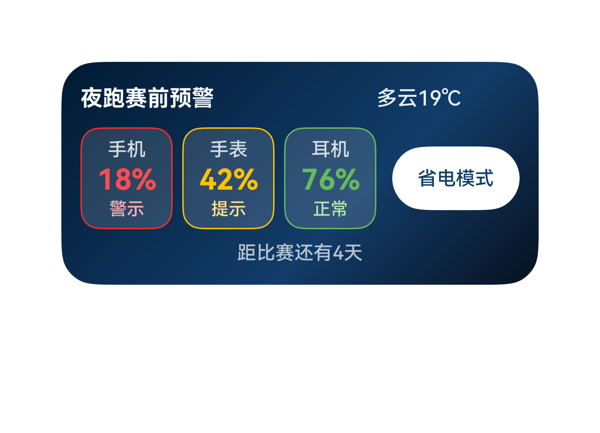 夜跑赛前预警
多云19℃
手机
18%
警示
手表
42%
提示
耳机
76%
正常
省电模式
距比赛还有4天